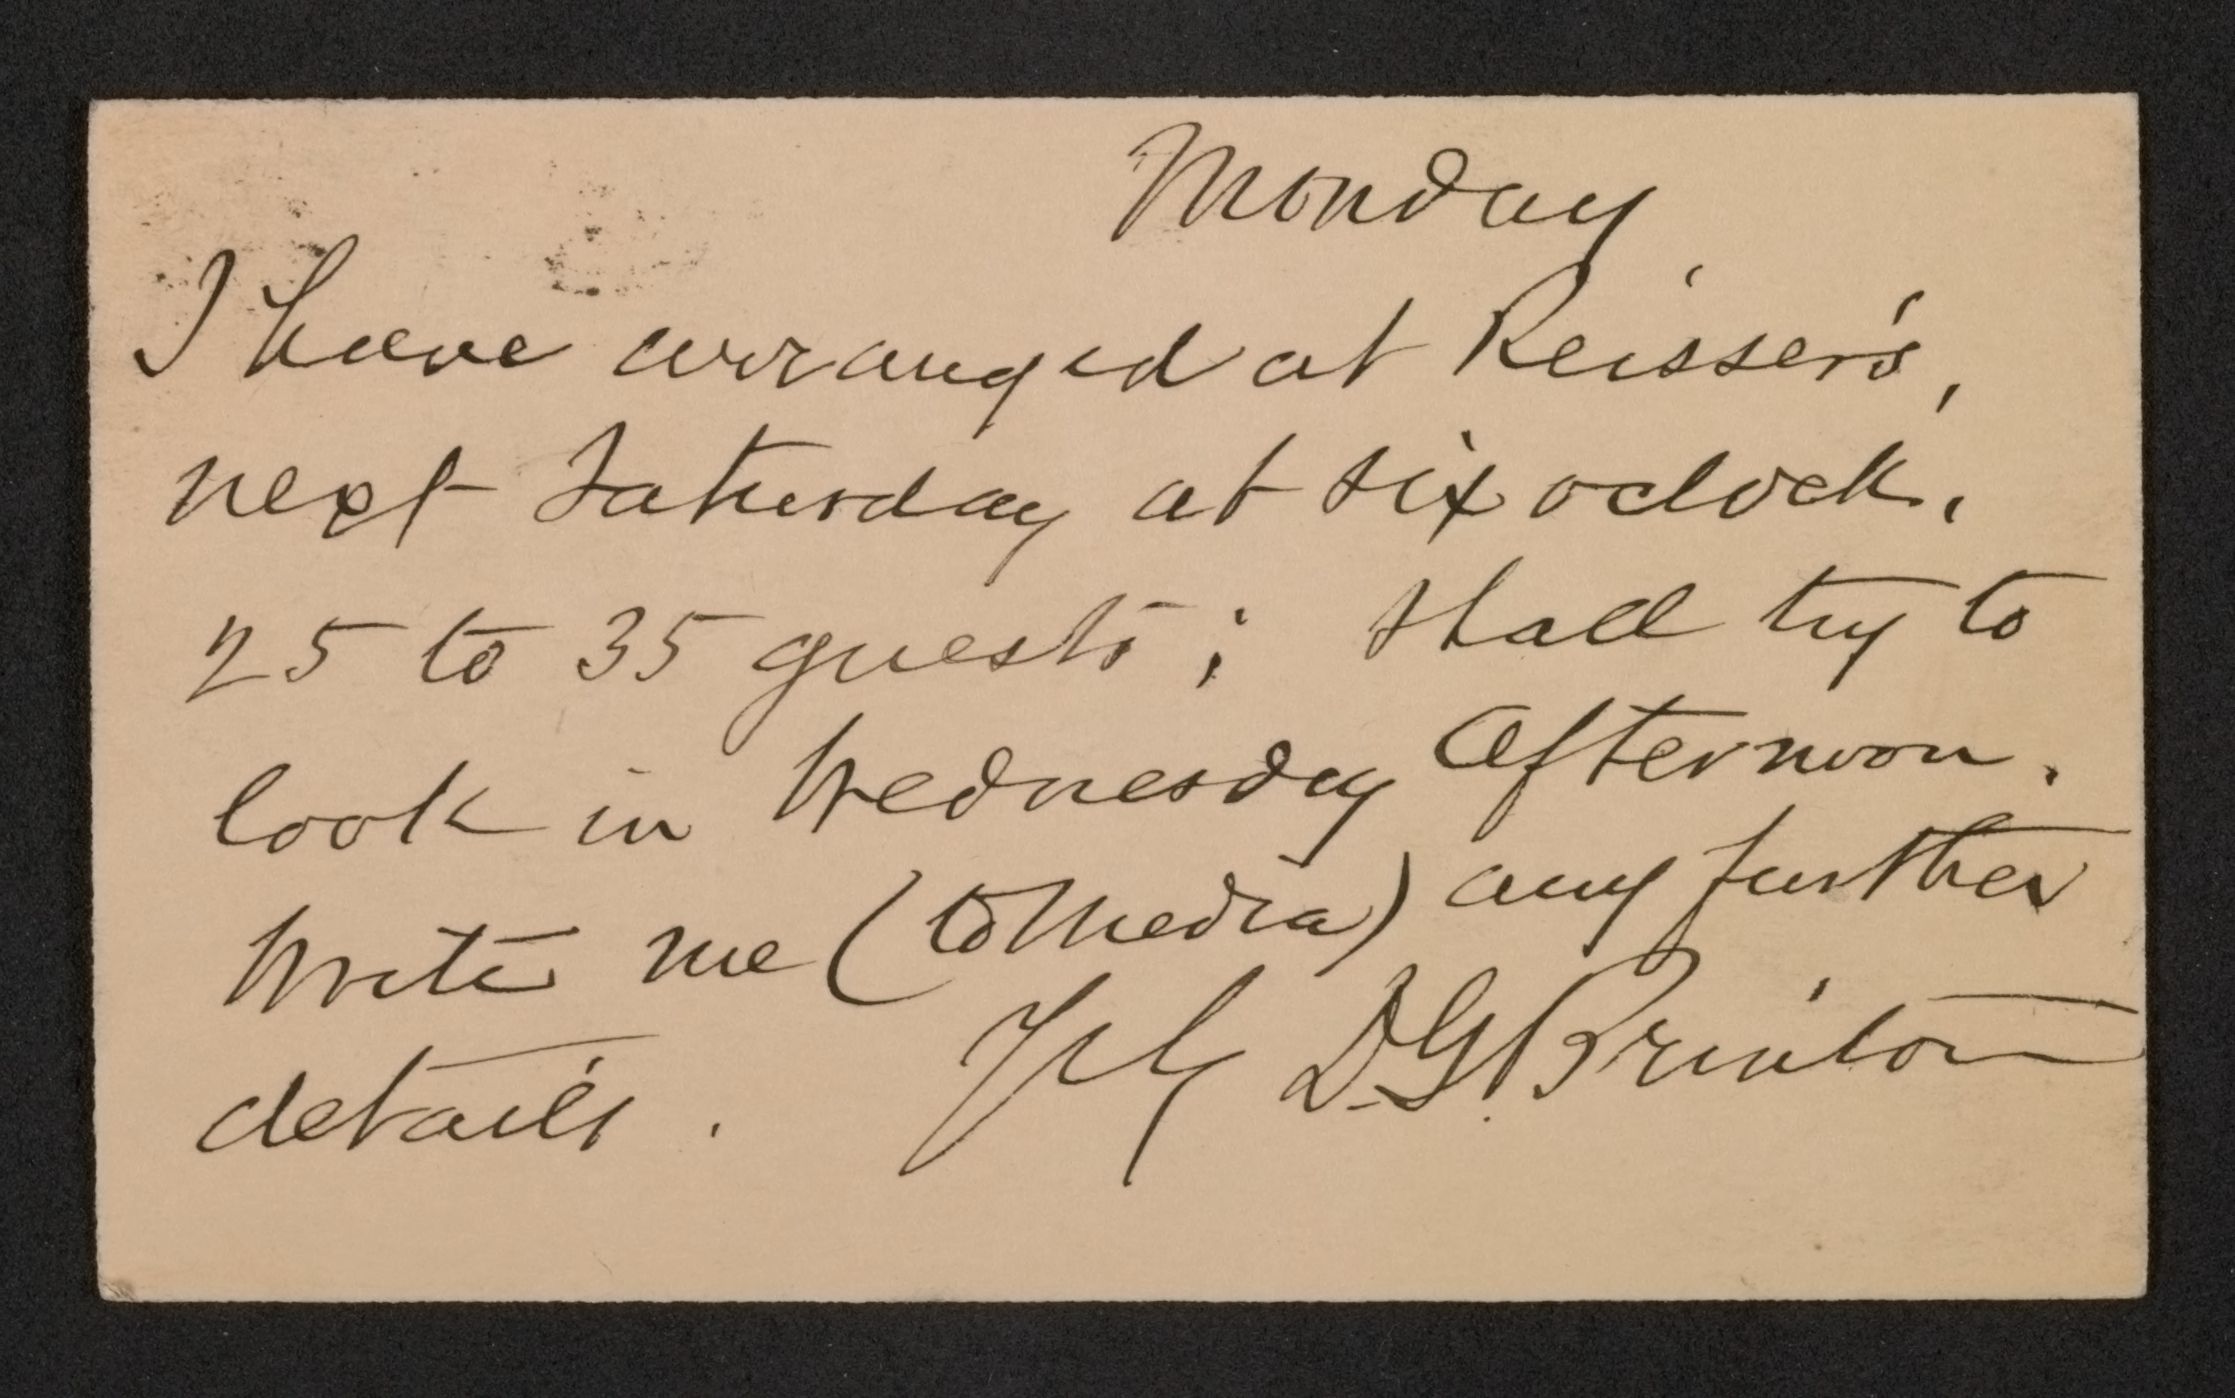 Monday
I have arranged at Reisser's,
next Saturday at six oclock.
25 to 35 guests; shall try to
look in Wednesday afternoon.
Write me (to Media) any further
details. Yrs D.G. Brinton